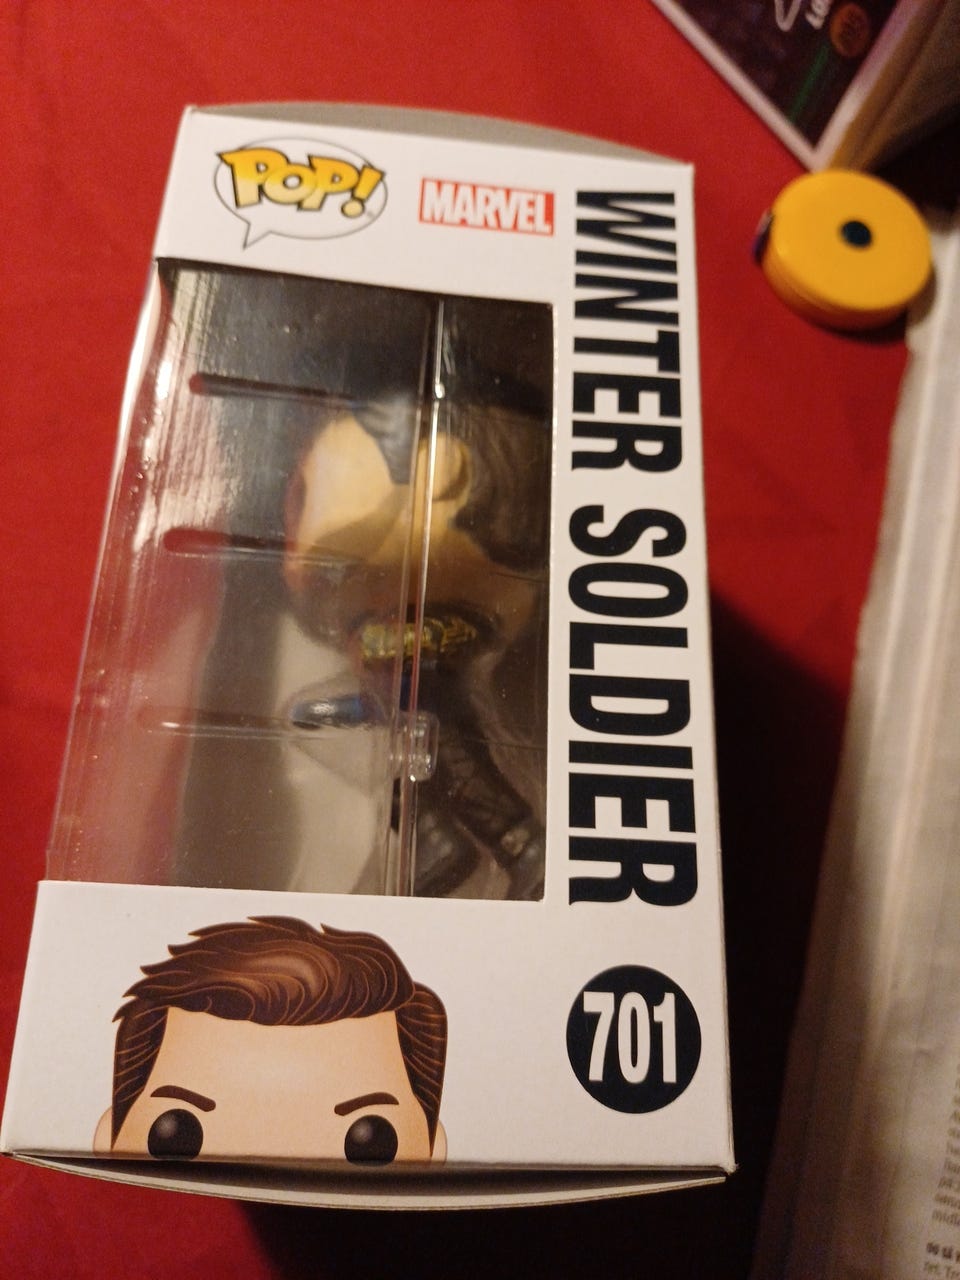 POP!
MARVEL
WINTER SOLDIER
701